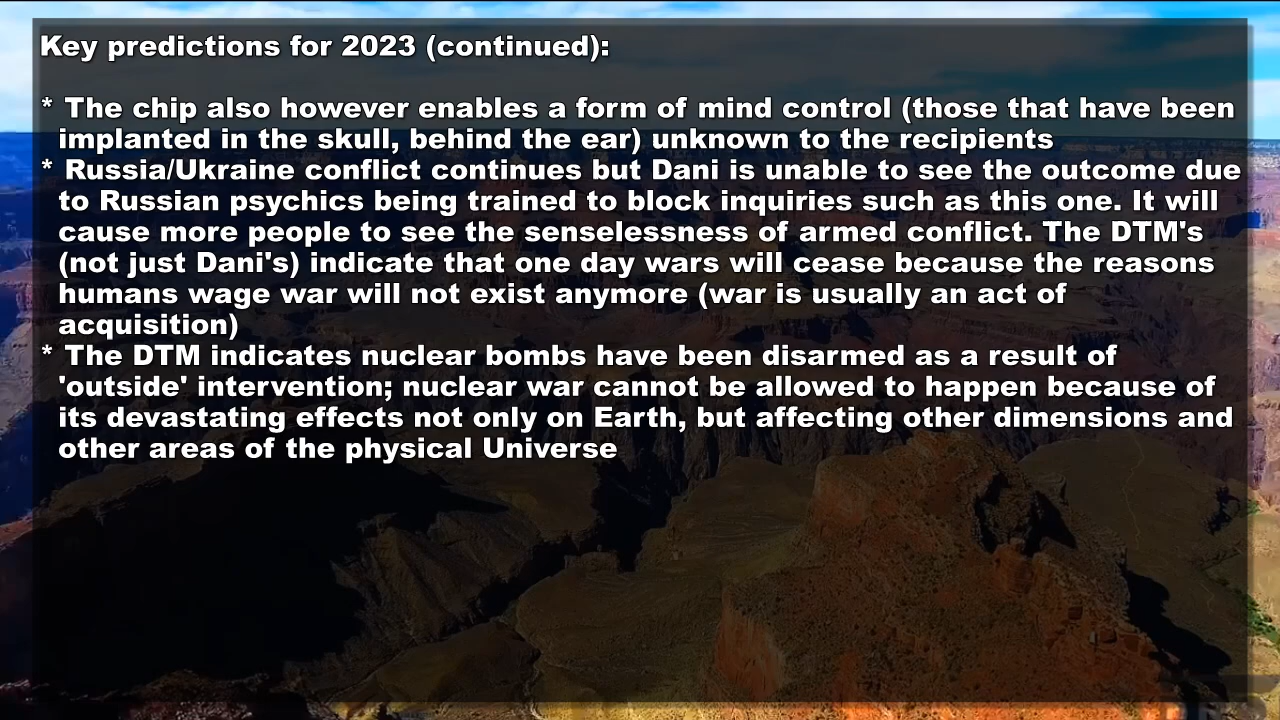 Key predictions for 2023 (continued):
* The chip also however enables a form of mind control (those that have been
implanted in the skull, behind the ear) unknown to the recipients
* Russia/Ukraine conflict continues but Dani is unable to see the outcome due
to Russian psychics being trained to block inquiries such as this one. It will
cause more people to see the senselessness of armed conflict. The DTM's
(not just Dani's) indicate that one day wars will cease because the reasons
humans wage war will not exist anymore (war is usually an act of
acquisition)
* The DTM indicates nuclear bombs have been disarmed as a result of
'outside' intervention; nuclear war cannot be allowed to happen because of
its devastating effects not only on Earth, but affecting other dimensions and
other areas of the physical Universe